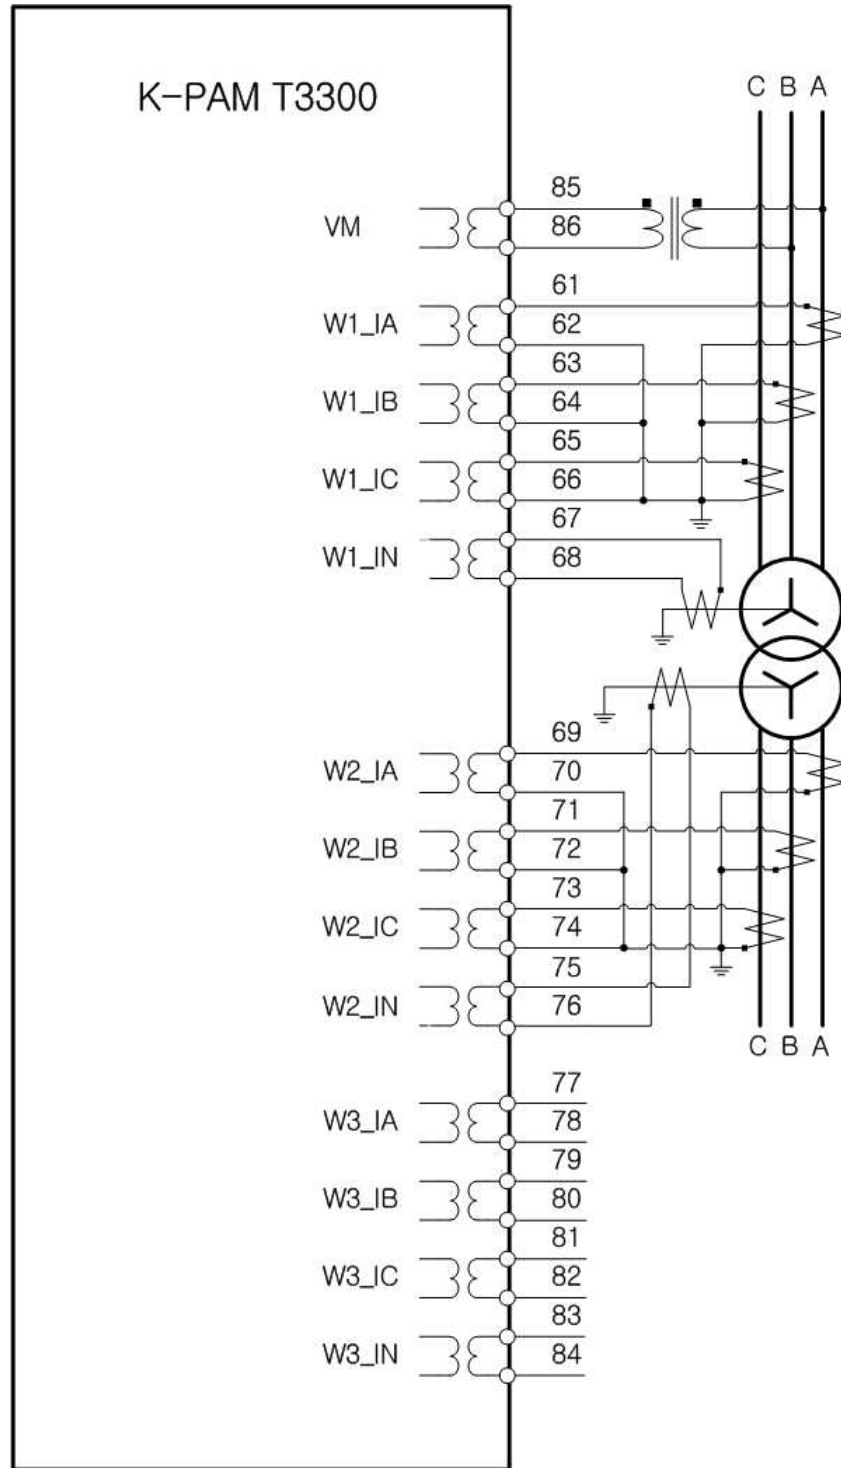 K-PAM T3300
C B A
85
VM
86
61
W1_IA
62
63
W1_IB
64
65
W1_IC
66
67
W1_IN
68
69
W2_IA
70
71
W2_IB
72
73
W2_IC
74
75
W2_IN
76
C B A
77
W3_IA
78
79
W3_IB
80
81
W3_IC
82
83
W3_IN
84